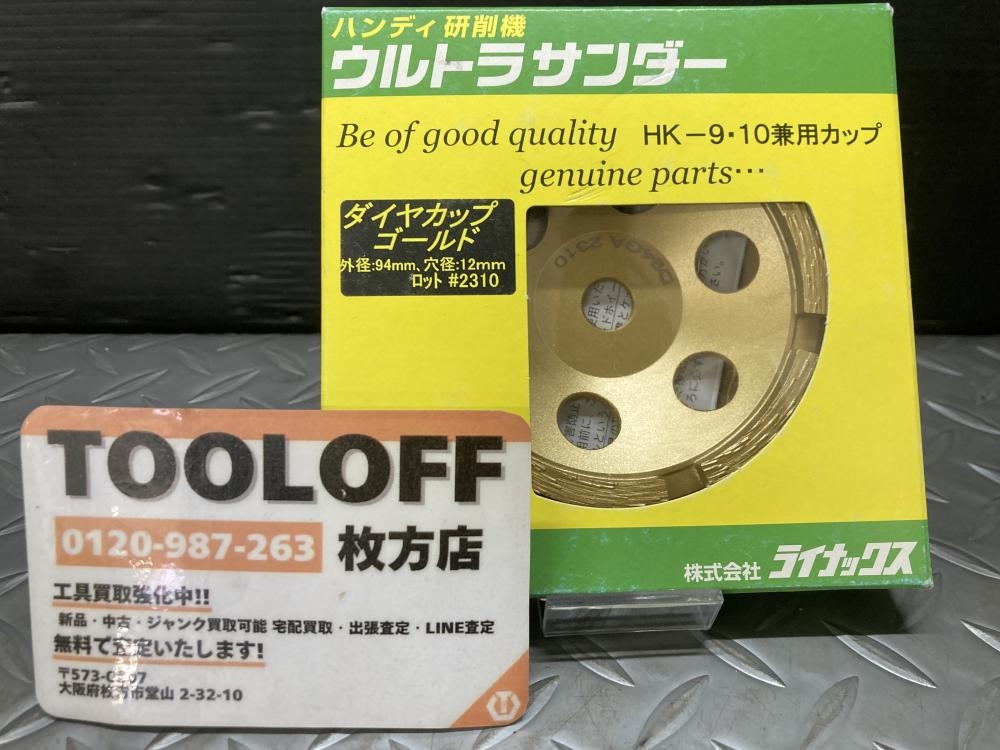 ハンディ研削機
ウルトラサンダー
Be of good quality HK-9・10兼用カップ
genuine parts…
ダイヤカップ
ゴールド
外径:94mm、穴径:12mm
ロット #2310
D94GA 2310
株式会社 ライナックス
TOOLOFF
0120-987-263 枚方店
工具買取強化中!!
新品・中古・ジャンク買取可能 宅配買取・出張査定・LINE査定
無料で査定いたします!
大阪府枚方市堂山 2-32-10